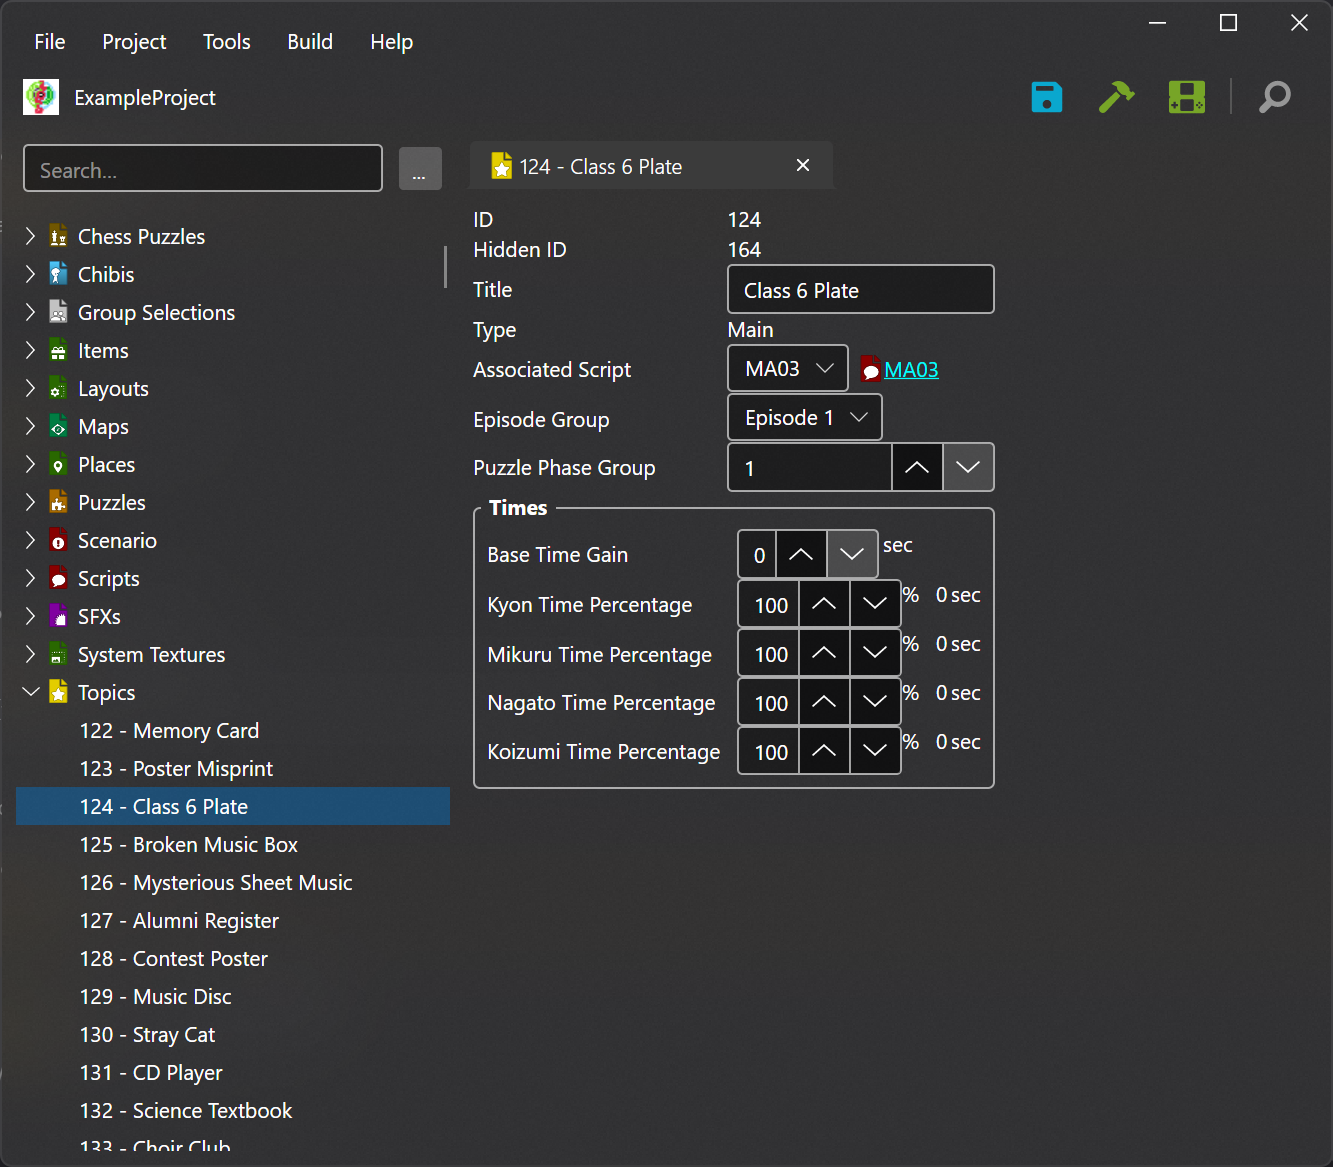 File Project Tools Build Help
ExampleProject
Search...
...
Chess Puzzles
Chibis
Group Selections
Items
Layouts
Maps
Places
Puzzles
Scenario
Scripts
SFXs
System Textures
Topics
122 - Memory Card
123 - Poster Misprint
124 - Class 6 Plate
125 - Broken Music Box
126 - Mysterious Sheet Music
127 - Alumni Register
128 - Contest Poster
129 - Music Disc
130 - Stray Cat
131 - CD Player
132 - Science Textbook
133 - Choir Club
124 - Class 6 Plate
ID 124
Hidden ID 164
Title Class 6 Plate
Type Main
Associated Script MA03 MA03
Episode Group Episode 1
Puzzle Phase Group 1
Times
Base Time Gain 0 sec
Kyon Time Percentage 100 % 0 sec
Mikuru Time Percentage 100 % 0 sec
Nagato Time Percentage 100 % 0 sec
Koizumi Time Percentage 100 % 0 sec